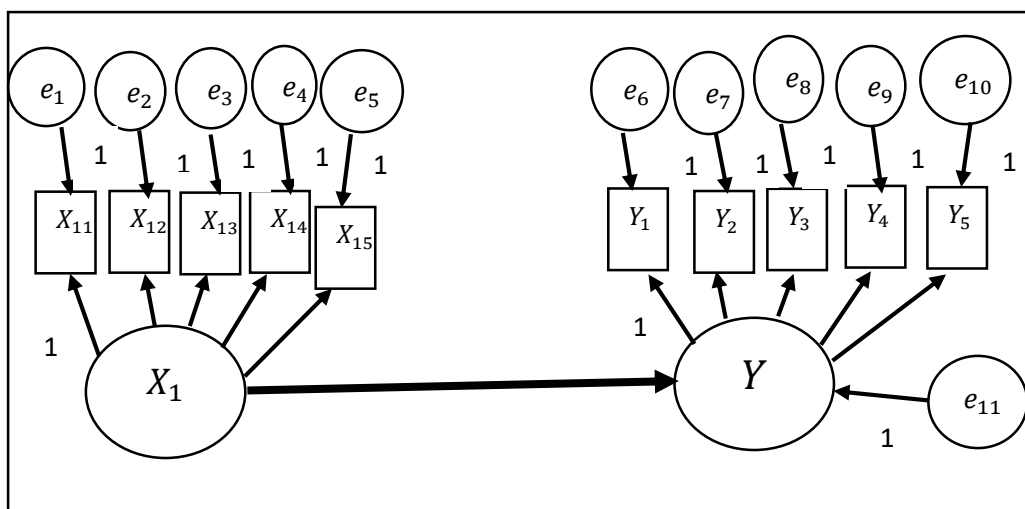 e₁ e₂ e₃ e₄ e₅ e₆ e₇ e₈ e₉ e₁₀
1 1 1 1 1 1 1 1 1 1
X₁₁ X₁₂ X₁₃ X₁₄ X₁₅ Y₁ Y₂ Y₃ Y₄ Y₅
1 1
X₁ Y e₁₁
1